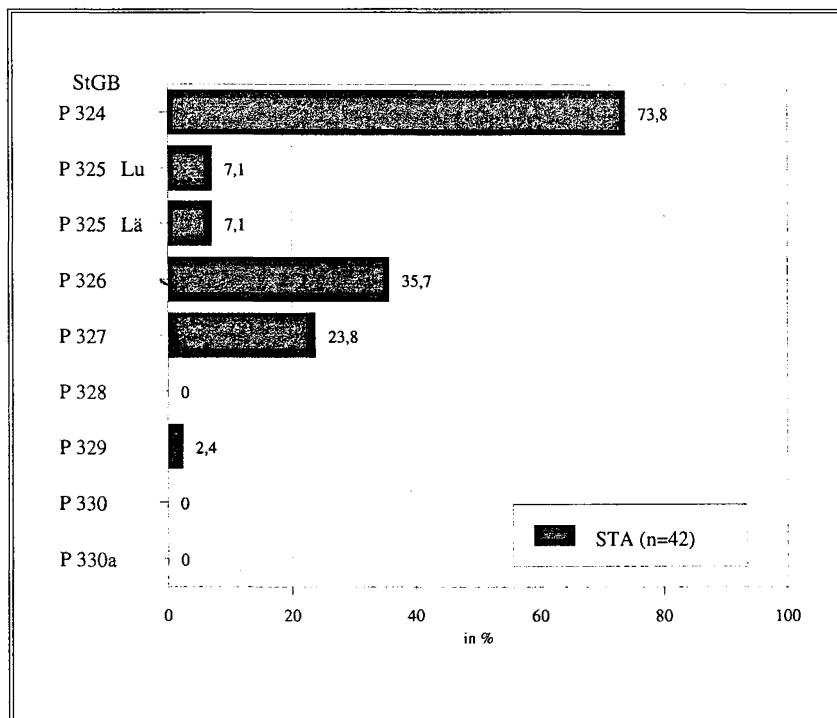 StGB
P 324 73,8
P 325 Lu 7,1
P 325 Lä 7,1
P 326 35,7
P 327 23,8
P 328 0
P 329 2,4
P 330 0
P 330a 0
STA (n=42)
0 20 40 60 80 100
in %